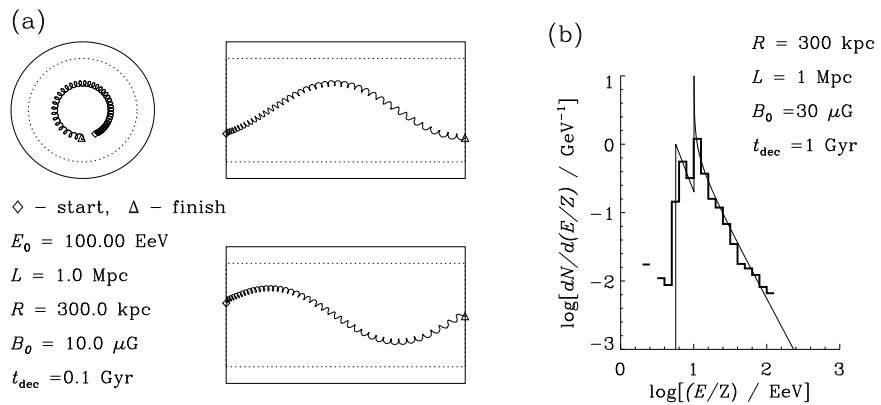 (a)
◇ – start, Δ – finish
E₀ = 100.00 EeV
L = 1.0 Mpc
R = 300.0 kpc
B₀ = 10.0 μG
t_dec =0.1 Gyr
(b)
R = 300 kpc
L = 1 Mpc
B₀ =30 μG
t_dec =1 Gyr
log[dN/d(E/Z) / GeV⁻¹]
1
0
−1
−2
−3
0 1 2 3
log[(E/Z) / EeV]